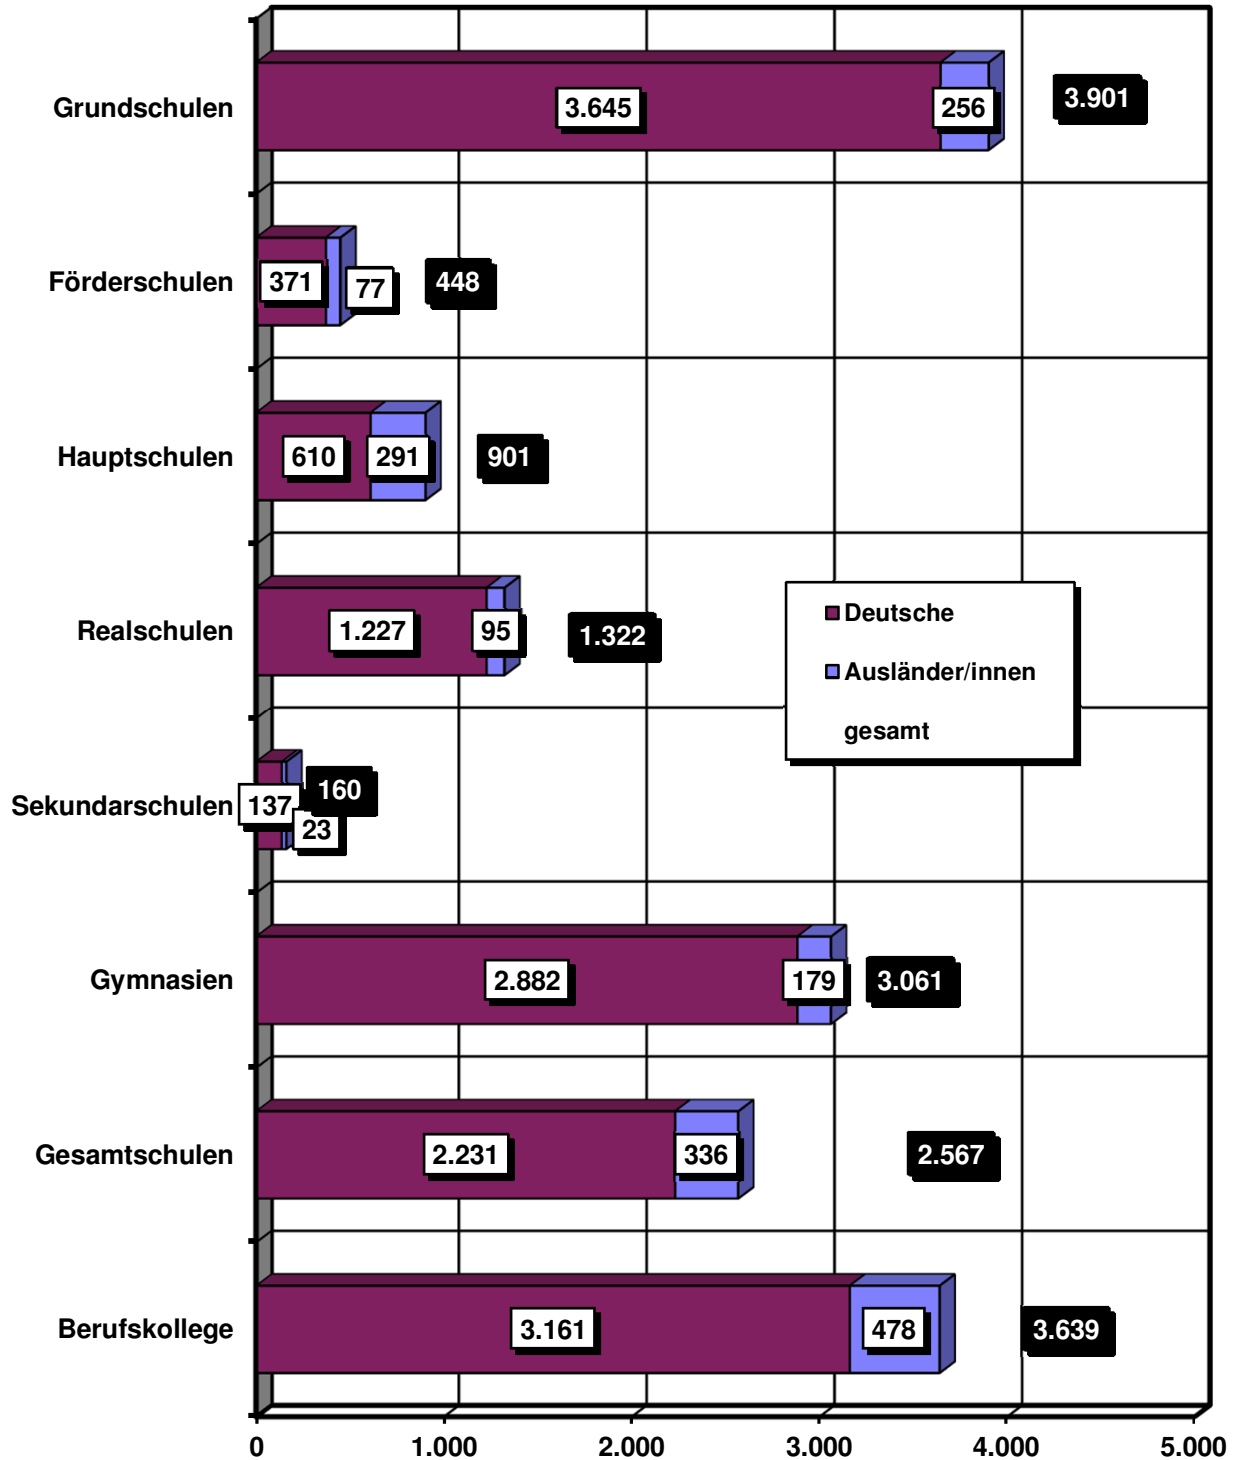 Grundschulen 3.645 256 3.901
Förderschulen 371 77 448
Hauptschulen 610 291 901
Realschulen 1.227 95 1.322
Deutsche
Ausländer/innen
gesamt
Sekundarschulen 137 23 160
Gymnasien 2.882 179 3.061
Gesamtschulen 2.231 336 2.567
Berufskollege 3.161 478 3.639
0 1.000 2.000 3.000 4.000 5.000